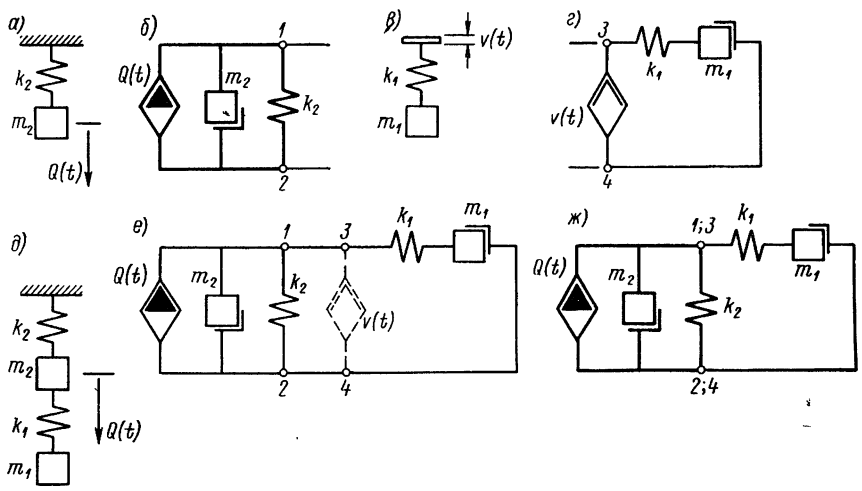 а)
k₂
m₂
Q(t)
б)
1
Q(t)
m₂
k₂
2
в)
v(t)
k₁
m₁
г)
3
k₁
m₁
v(t)
4
д)
k₂
m₂
k₁
Q(t)
m₁
е)
1
3
k₁
m₁
Q(t)
m₂
k₂
v(t)
2
4
ж)
1;3
k₁
m₁
Q(t)
m₂
k₂
2;4